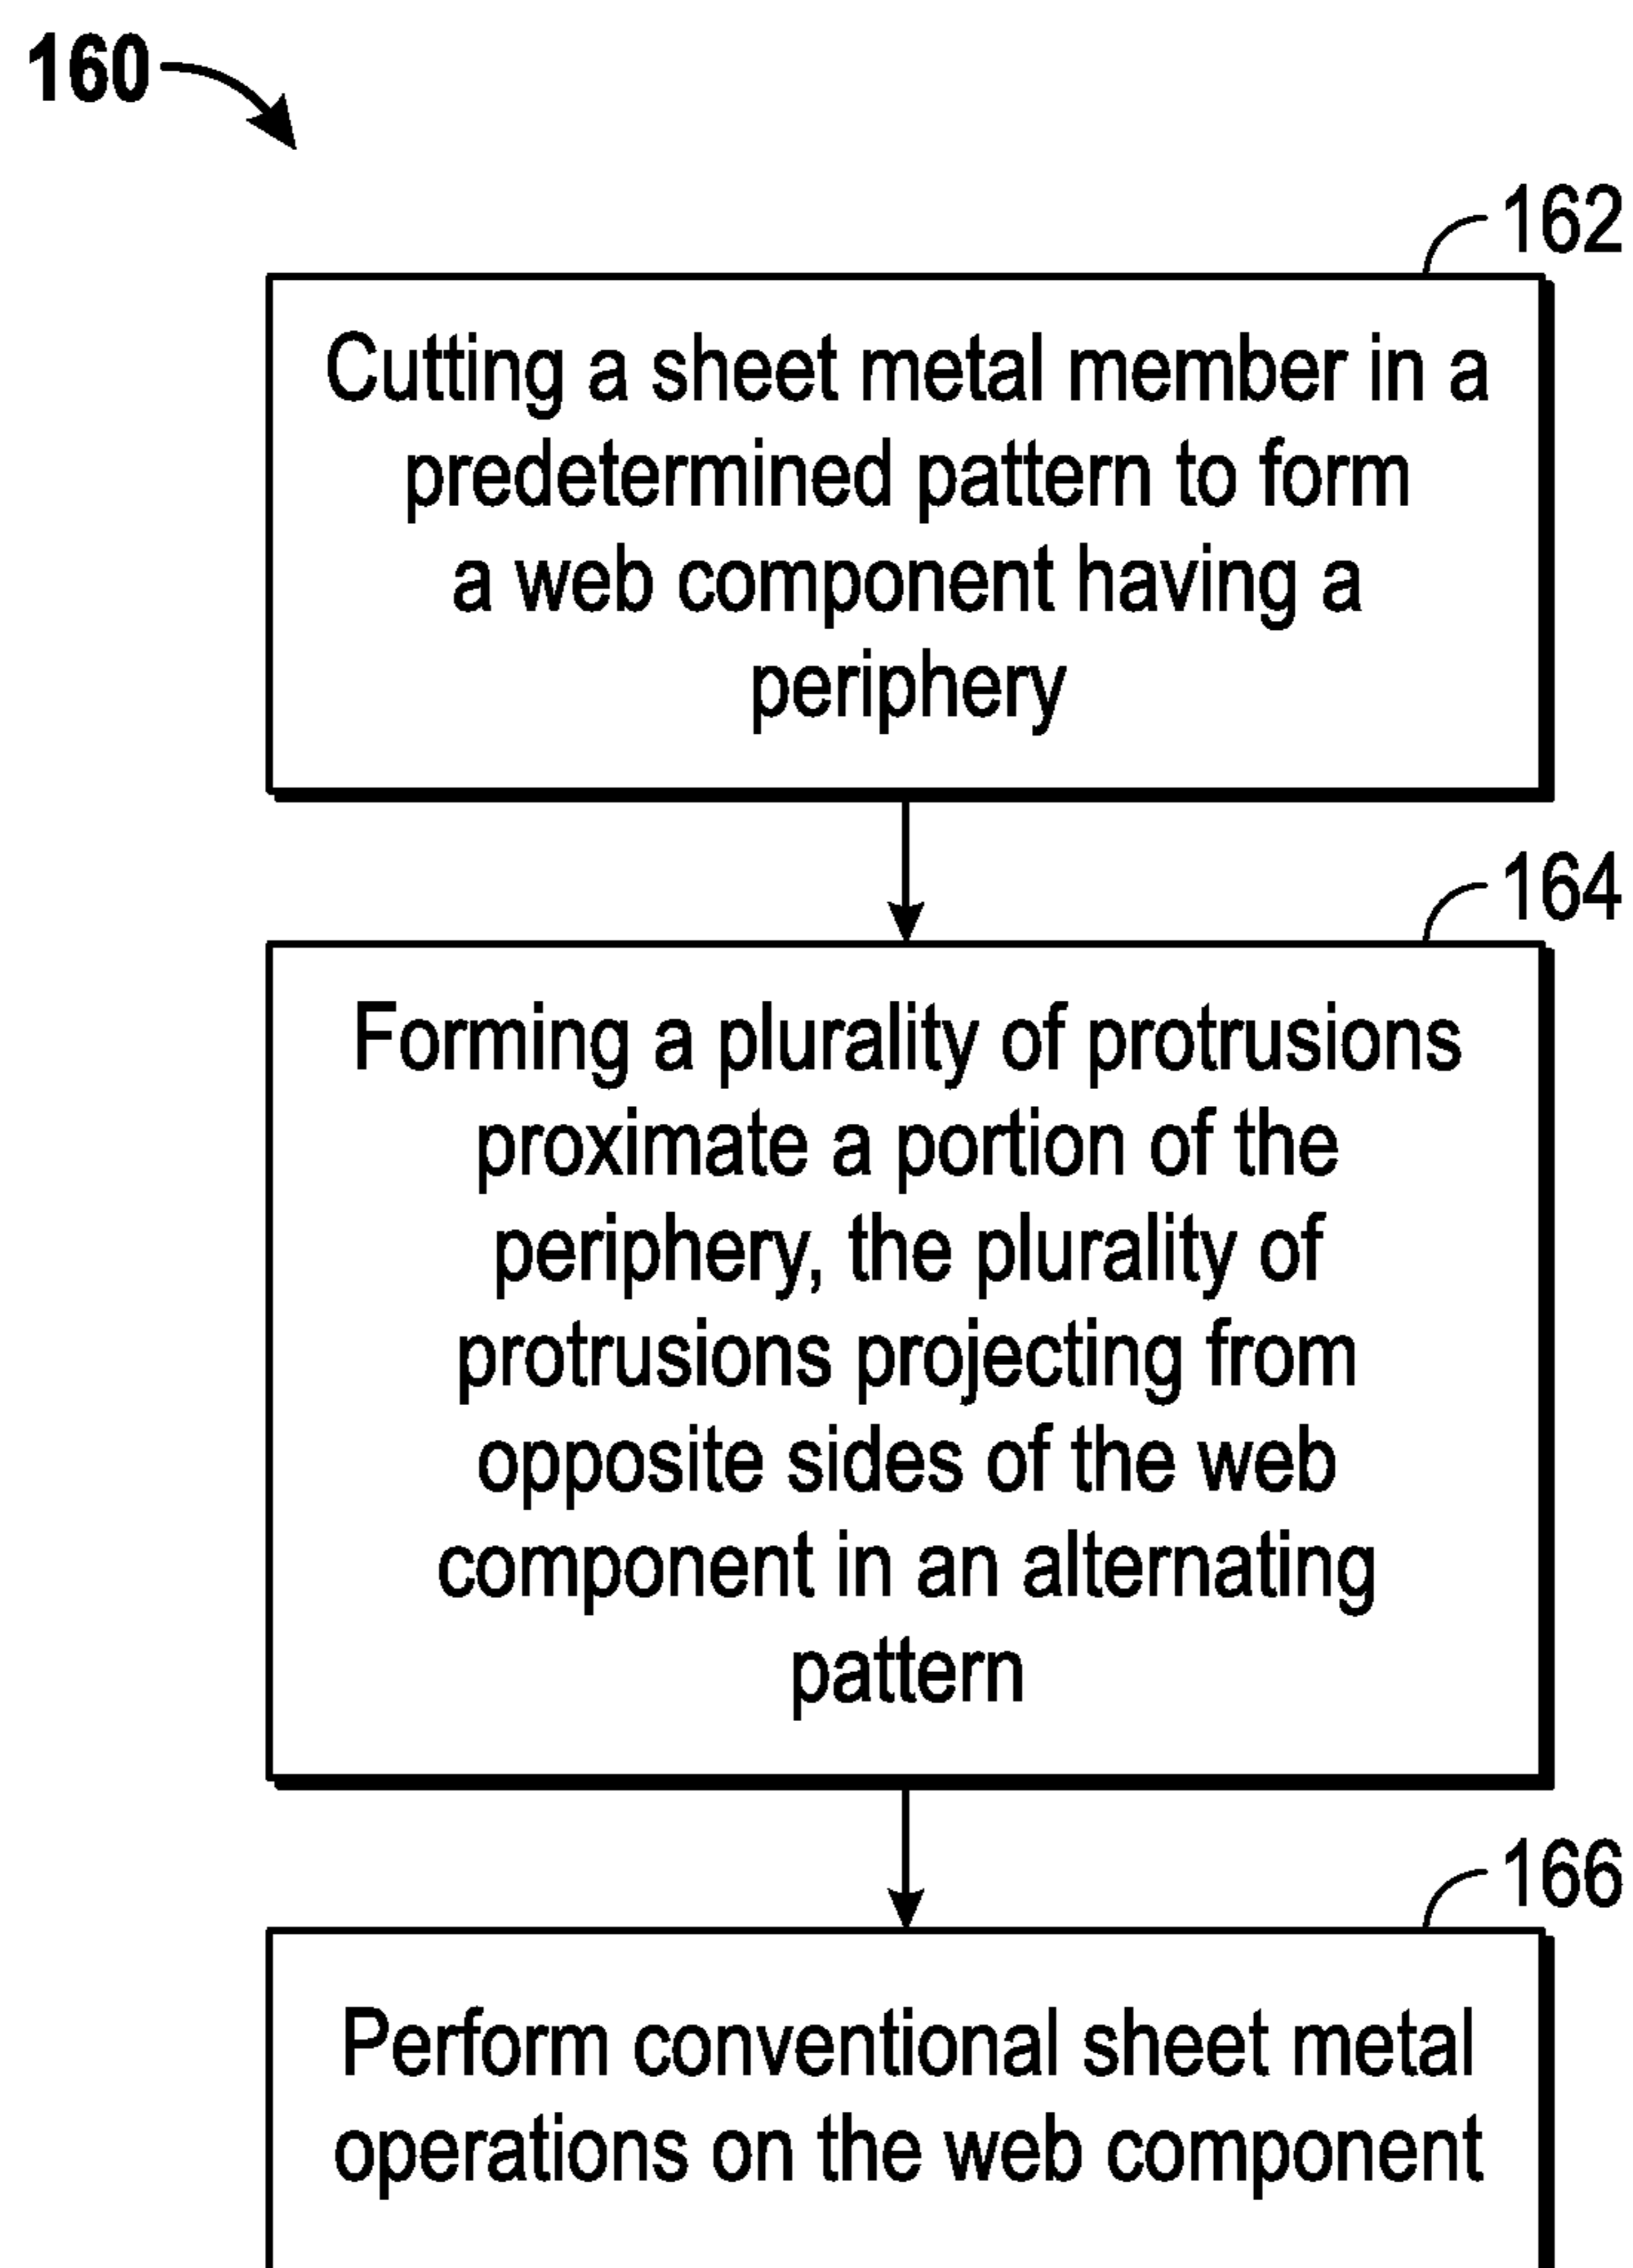 160
162
Cutting a sheet metal member in a
predetermined pattern to form
a web component having a
periphery
164
Forming a plurality of protrusions
proximate a portion of the
periphery, the plurality of
protrusions projecting from
opposite sides of the web
component in an alternating
pattern
166
Perform conventional sheet metal
operations on the web component